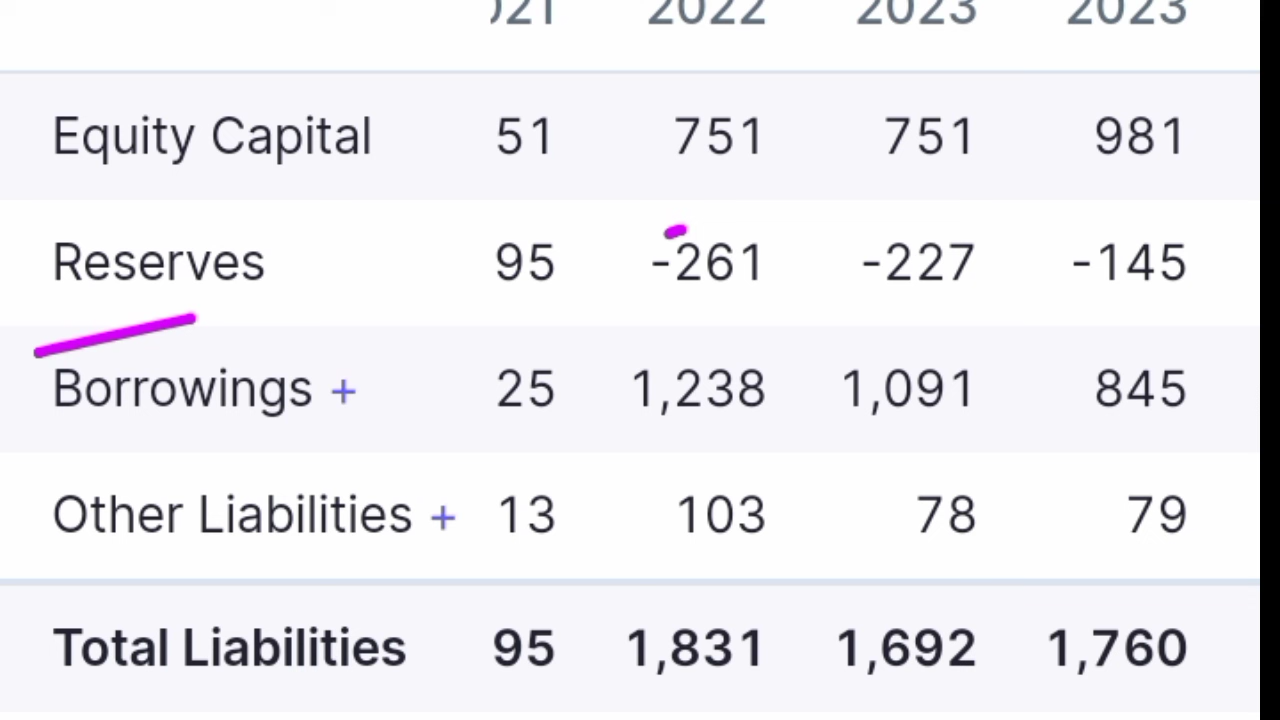 2022 2023 2023
Equity Capital 51 751 751 981
Reserves 95 -261 -227 -145
Borrowings + 25 1,238 1,091 845
Other Liabilities + 13 103 78 79
Total Liabilities 95 1,831 1,692 1,760